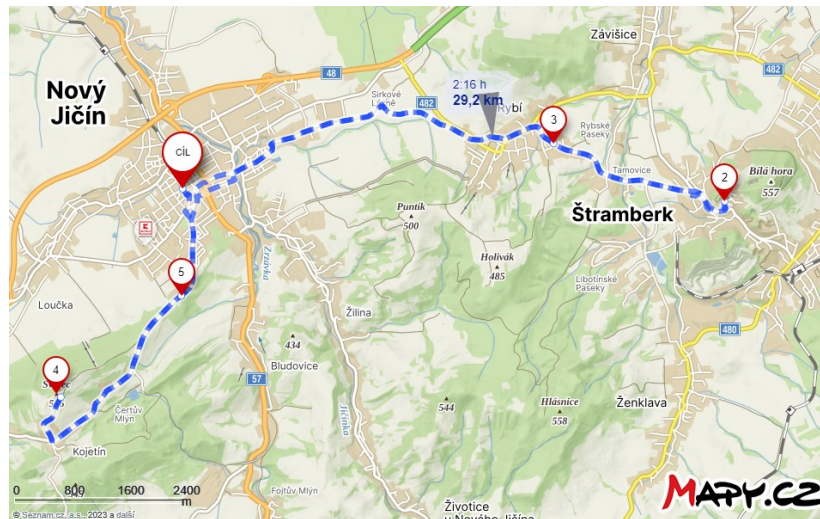 Závišice
482
48
Nový
Jičín
Sirkové
Lázně
482
2:16 h
29,2 km
Rybí
3
Rybské
Paseky
CÍL
Tamovice
2
Bílá hora
557
Štramberk
Puntík
500
Zrzávka
Holivák
485
Libotínské
Paseky
5
Loučka
Žilina
480
434
Bludovice
4
57
Jičínka
544
Hlásnice
558
Ženklava
Čertův
Mlýn
Kojetín
0 800 1600 2400
m
Fojtův Mlýn
Životice
u Nového Jičína
MAPY.CZ
© Seznam.cz, a.s., 2023 a další